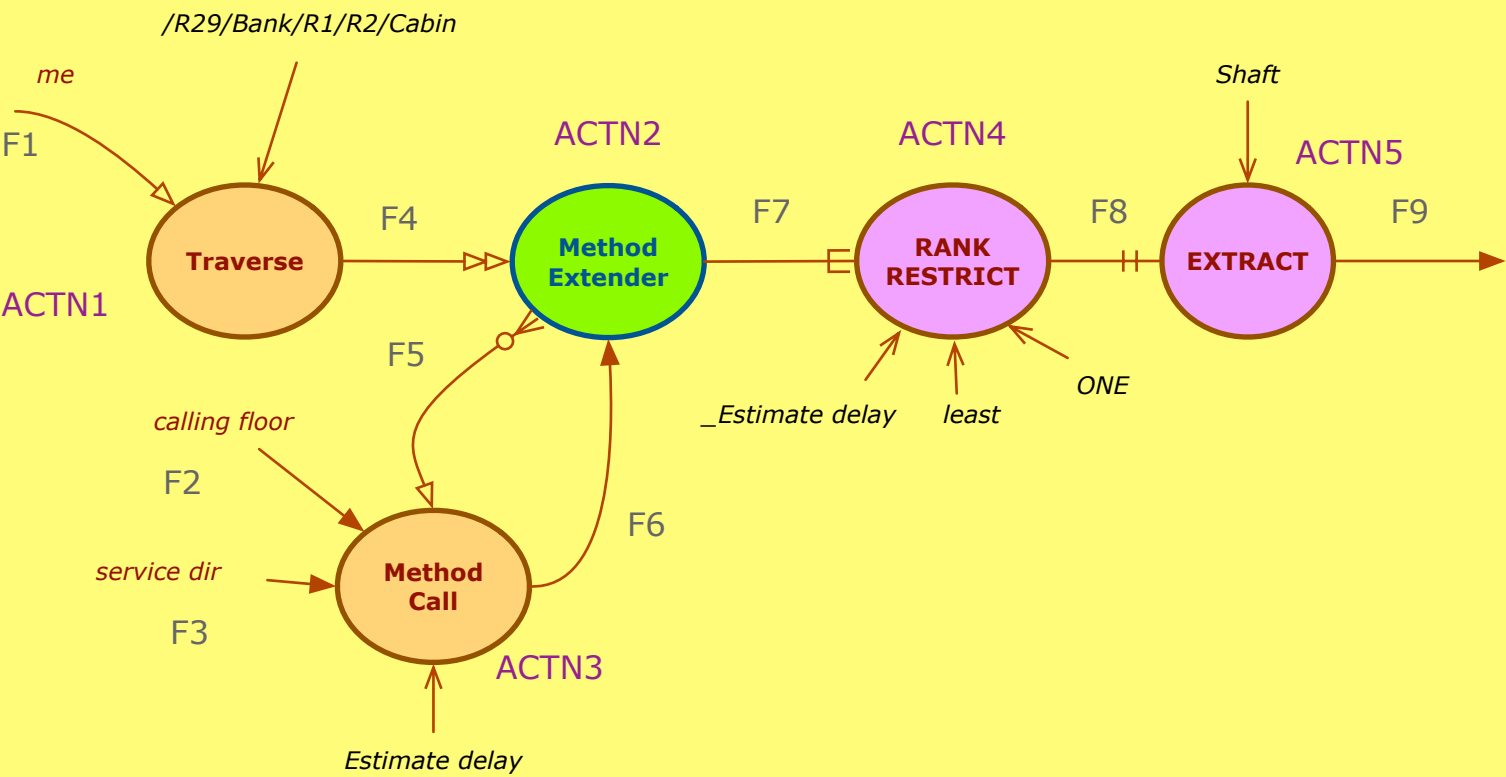 /R29/Bank/R1/R2/Cabin
me
Shaft
ACTN2
ACTN4
F1
ACTN5
F4
F7
F8
F9
Traverse
Method
Extender
RANK
RESTRICT
EXTRACT
ACTN1
F5
ONE
calling floor
_Estimate delay
least
F2
F6
service dir
Method
Call
F3
ACTN3
Estimate delay